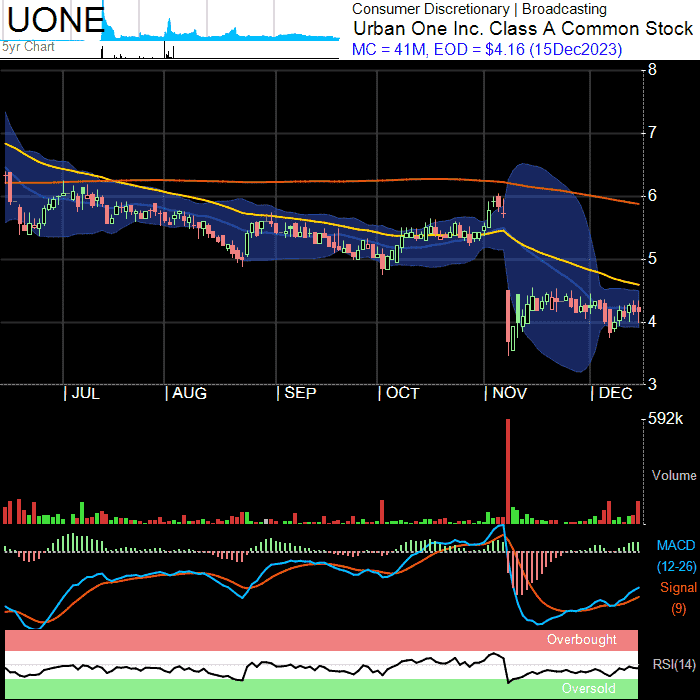 UONE
5yr Chart
Consumer Discretionary | Broadcasting
Urban One Inc. Class A Common Stock
MC = 41M, EOD = $4.16 (15Dec2023)
8
7
6
5
4
3
| JUL | AUG | SEP | OCT | NOV | DEC
592k
Volume
MACD
(12-26)
Signal
(9)
Overbought
RSI(14)
Oversold